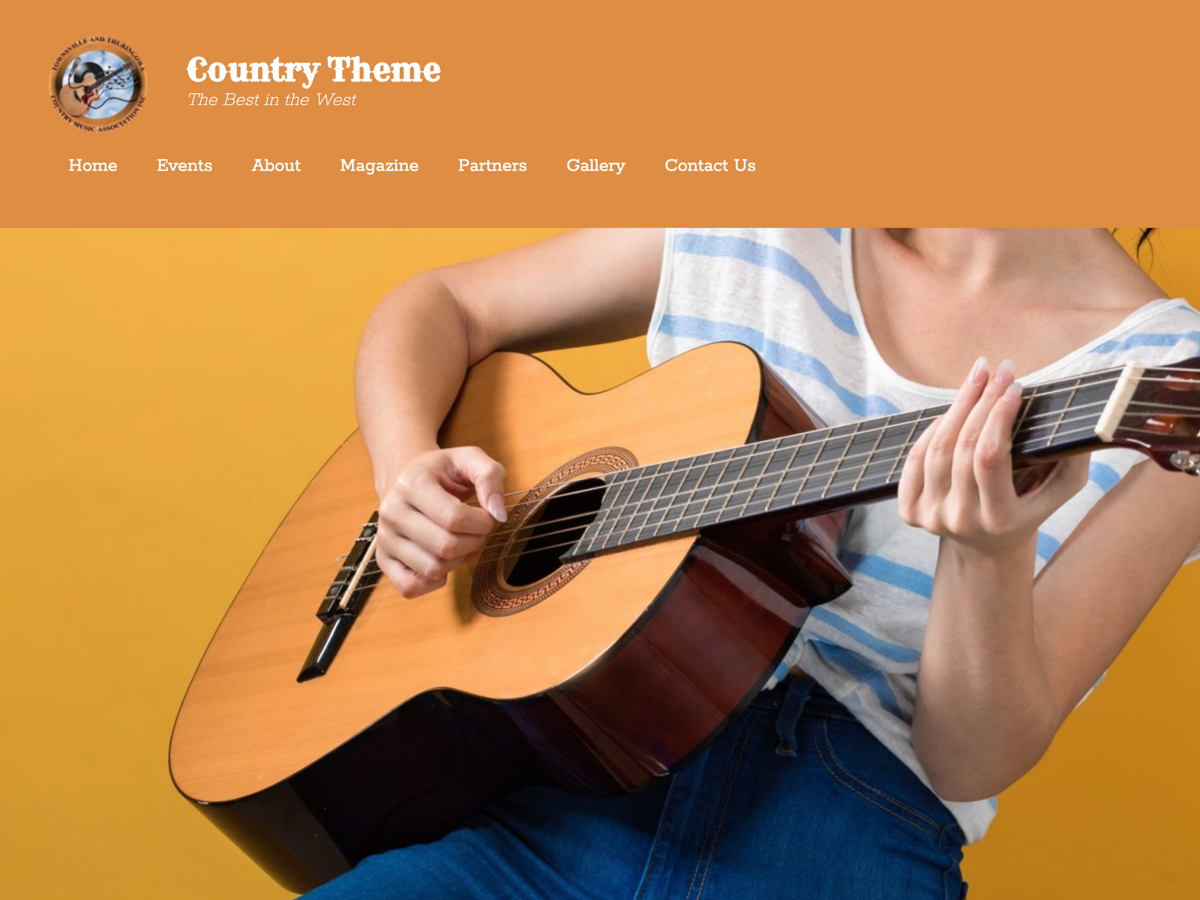 TOWNSVILLE AND THURINGOWA
COUNTRY MUSIC ASSOCIATION INC
Country Theme
The Best in the West
Home Events About Magazine Partners Gallery Contact Us